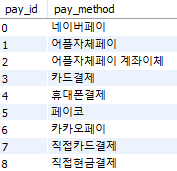 pay_id pay_method
0 네이버페이
1 어플자체페이
2 어플자체페이 계좌이체
3 카드결제
4 휴대폰결제
5 페이코
6 카카오페이
7 직접카드결제
8 직접현금결제